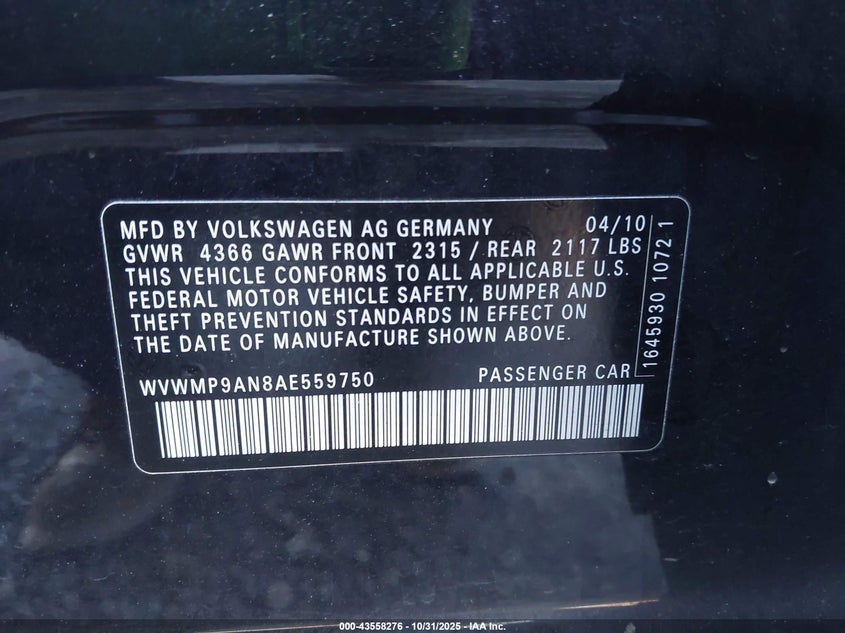 MFD BY VOLKSWAGEN AG GERMANY 04/10
GVWR 4366 GAWR FRONT 2315 / REAR 2117 LBS
THIS VEHICLE CONFORMS TO ALL APPLICABLE U.S.
FEDERAL MOTOR VEHICLE SAFETY, BUMPER AND
THEFT PREVENTION STANDARDS IN EFFECT ON
THE DATE OF MANUFACTURE SHOWN ABOVE.
WVWMP9AN8AE559750 PASSENGER CAR
1645930 1072 1
000-43558276 - 10/31/2025 - IAA Inc.